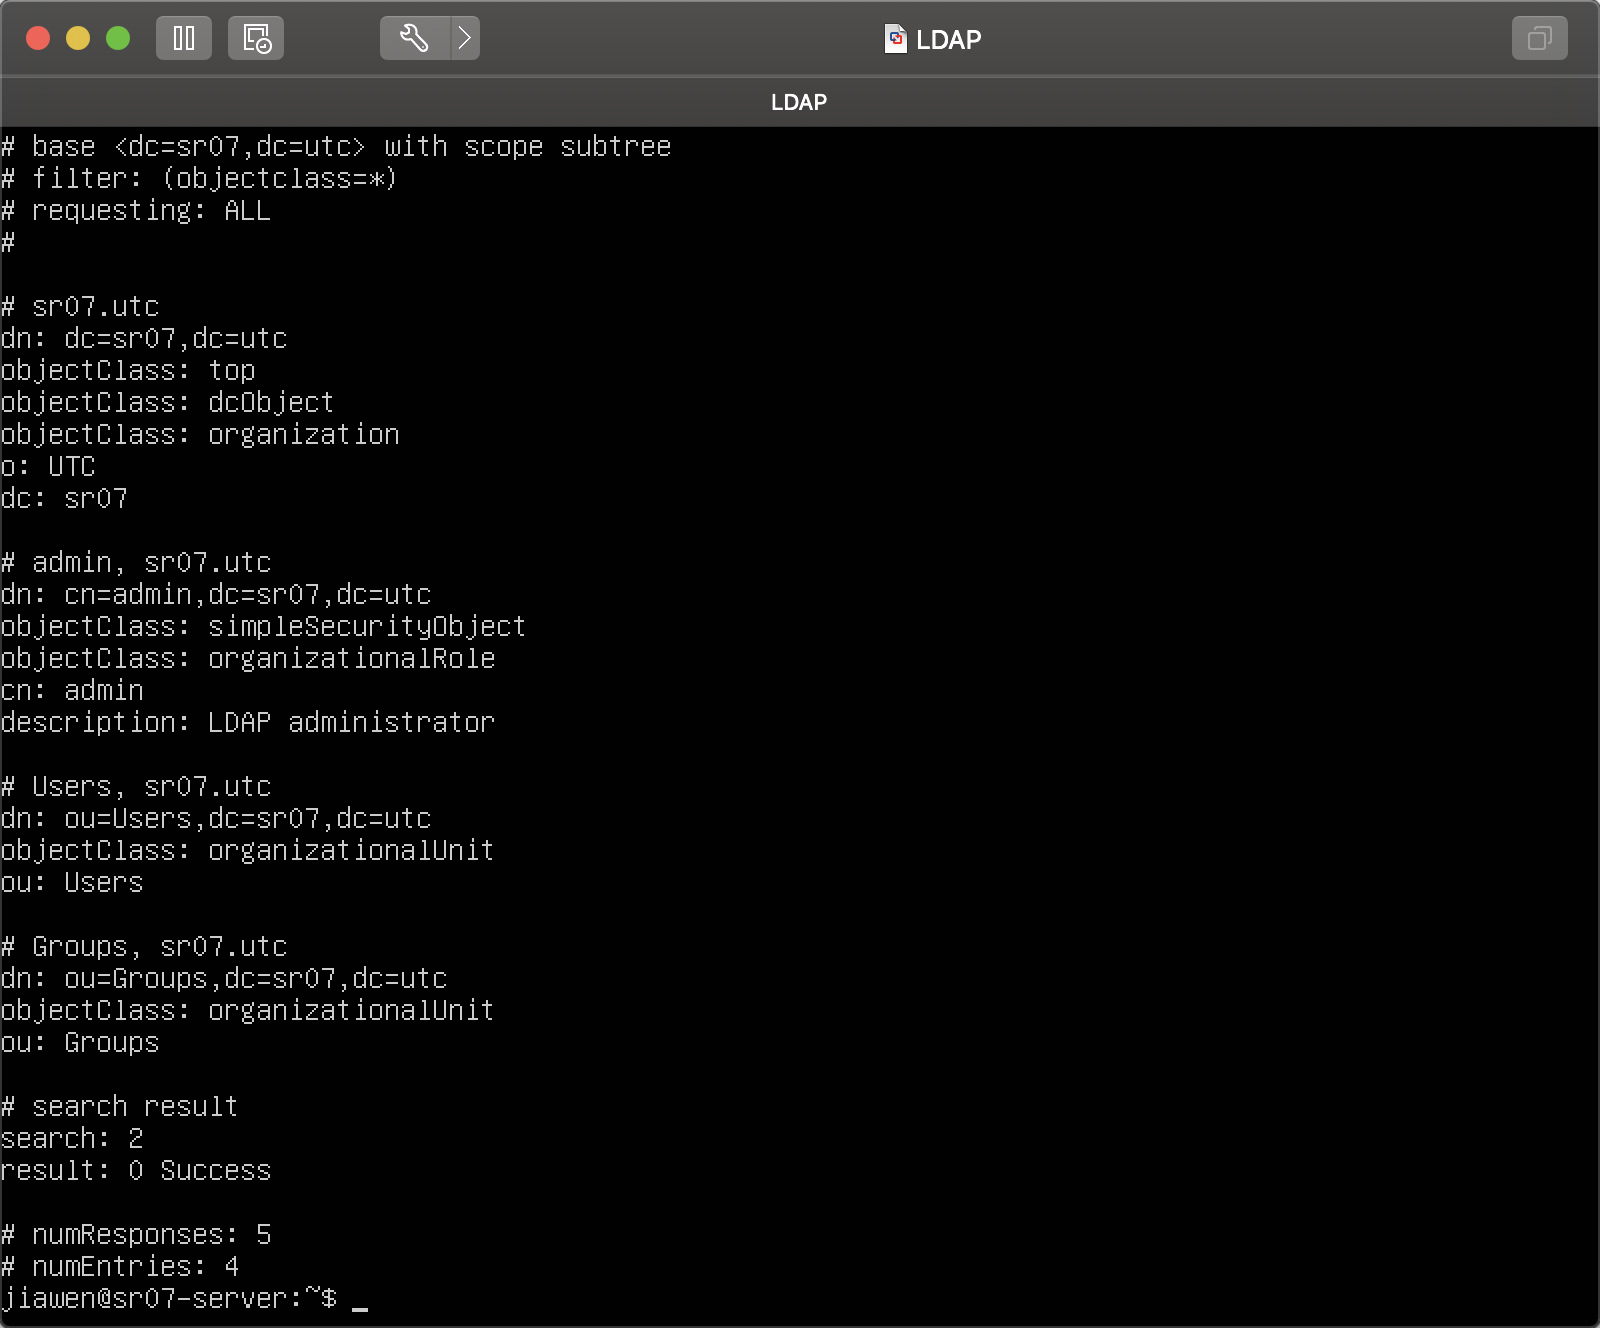 LDAP
LDAP
# base <dc=sr07,dc=utc> with scope subtree
# filter: (objectclass=*)
# requesting: ALL
#
# sr07.utc
dn: dc=sr07,dc=utc
objectClass: top
objectClass: dcObject
objectClass: organization
o: UTC
dc: sr07
# admin, sr07.utc
dn: cn=admin,dc=sr07,dc=utc
objectClass: simpleSecurityObject
objectClass: organizationalRole
cn: admin
description: LDAP administrator
# Users, sr07.utc
dn: ou=Users,dc=sr07,dc=utc
objectClass: organizationalUnit
ou: Users
# Groups, sr07.utc
dn: ou=Groups,dc=sr07,dc=utc
objectClass: organizationalUnit
ou: Groups
# search result
search: 2
result: 0 Success
# numResponses: 5
# numEntries: 4
jiawen@sr07-server:~$ _